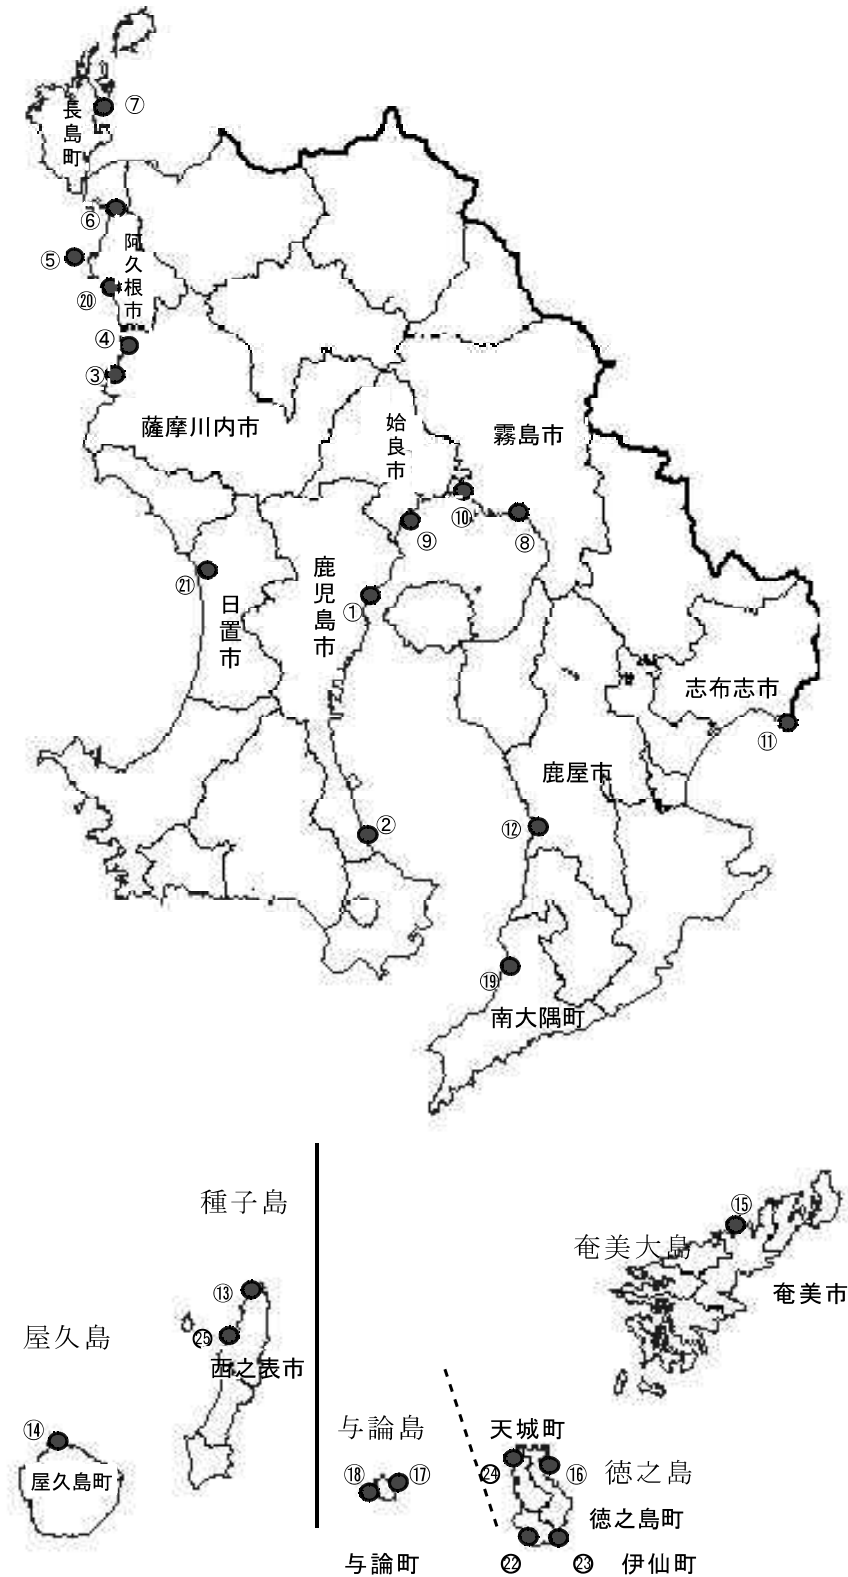 ⑦
長島町
⑥
阿久根市
⑤
⑳
④
③
薩摩川内市
姶良市
霧島市
⑩
⑨
⑧
㉑
日置市
鹿児島市
①
志布志市
⑪
鹿屋市
②
⑫
⑲
南大隅町
種子島
⑮
奄美大島
奄美市
⑬
屋久島
㉕
西之表市
⑭
屋久島町
与論島
天城町
⑱
⑰
㉔
⑯
徳之島
徳之島町
与論町
㉒
㉓
伊仙町